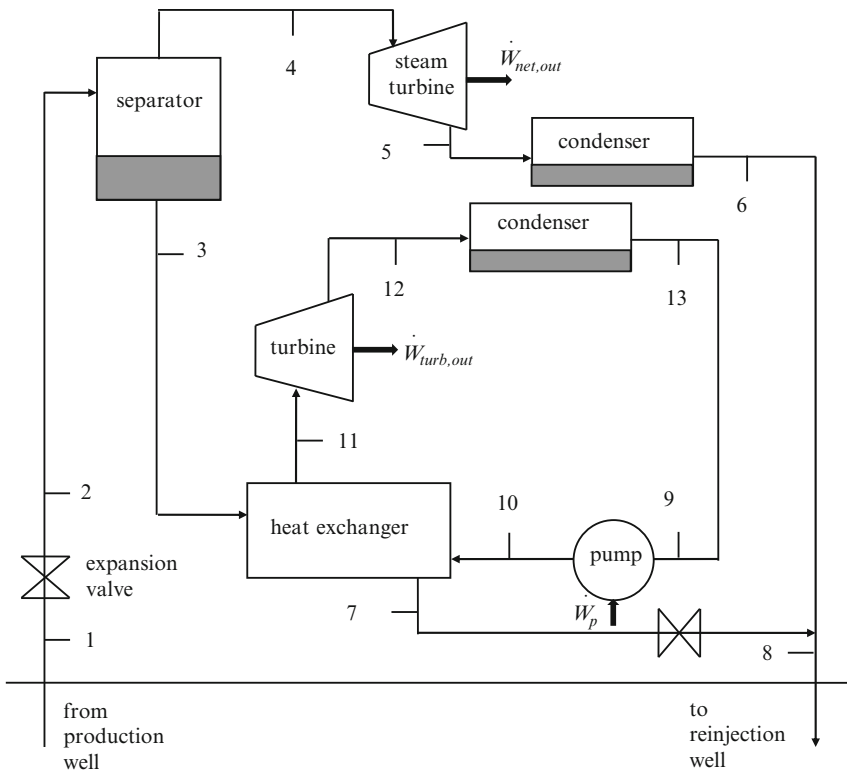 4
steam
turbine
Ẇnet,out
separator
5
condenser
6
3
condenser
12
13
turbine
Ẇturb,out
11
2
heat exchanger
10
9
expansion
valve
pump
7
Ẇp
1
8
from
production
well
to
reinjection
well